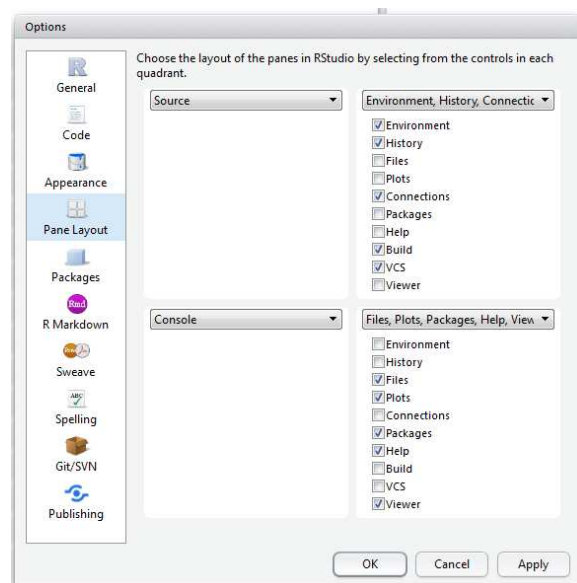 Options
Choose the layout of the panes in RStudio by selecting from the controls in each
quadrant.
R
General
Code
Appearance
Pane Layout
Packages
Rmd
R Markdown
Sweave
ABC
Spelling
Git/SVN
Publishing
Source
Environment, History, Connectic
Environment
History
Files
Plots
Connections
Packages
Help
Build
VCS
Viewer
Console
Files, Plots, Packages, Help, View
Environment
History
Files
Plots
Connections
Packages
Help
Build
VCS
Viewer
OK
Cancel
Apply